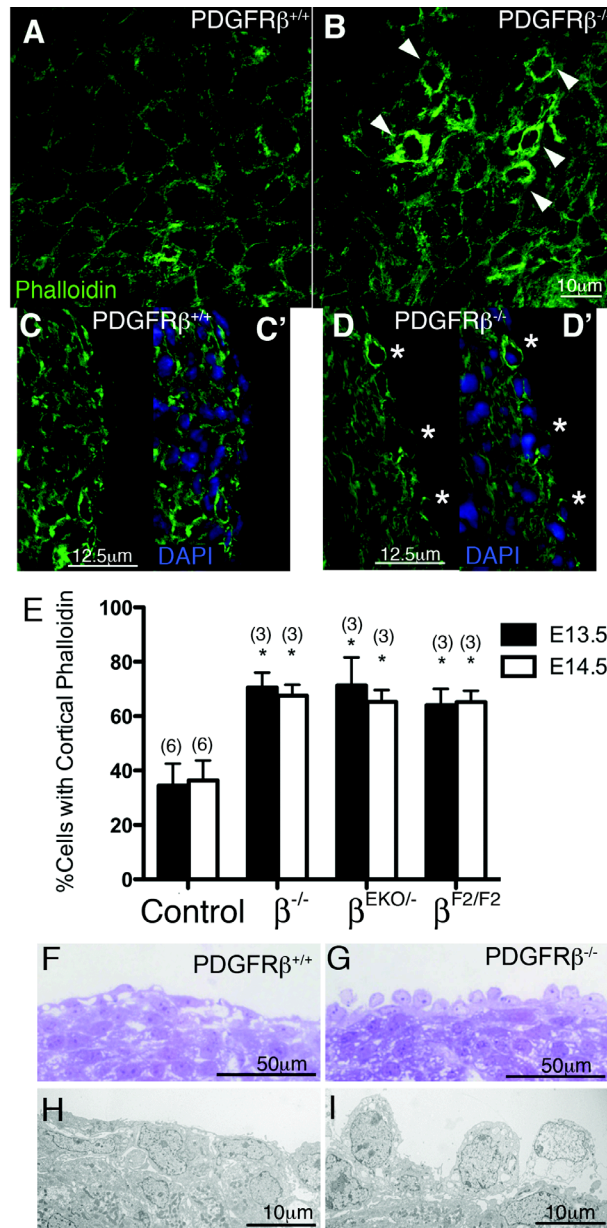 A PDGFRβ+/+
B PDGFRβ-/-
Phalloidin
10μm
C PDGFRβ+/+ C'
D PDGFRβ-/- D'
* *
* *
* *
12.5μm DAPI
12.5μm DAPI
E
%Cells with Cortical Phalloidin
100
80
60
40
20
0
(6) (6) (3) (3) (3) (3) (3) (3)
* * * * * *
E13.5
E14.5
Control β-/- βEKO/- βF2/F2
F PDGFRβ+/+
50μm
G PDGFRβ-/-
50μm
H
10μm
I
10μm